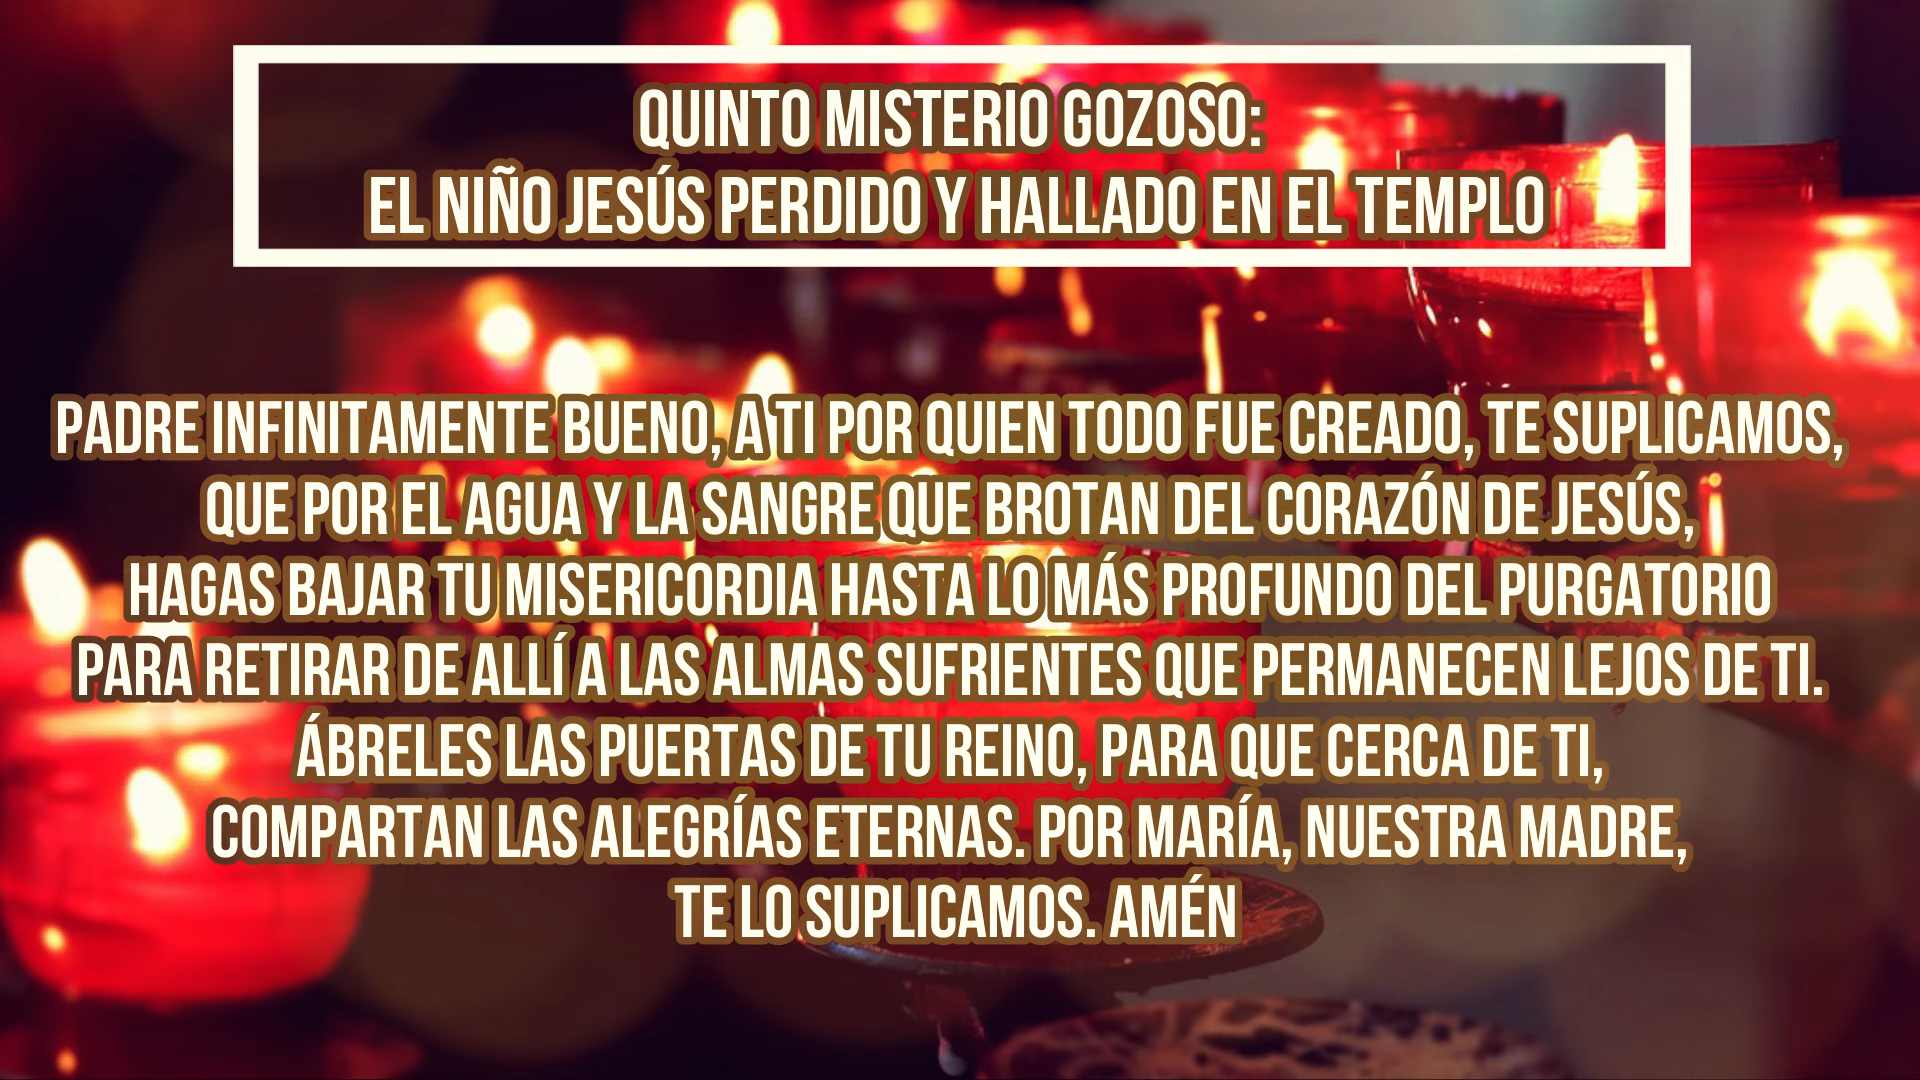 QUINTO MISTERIO GOZOSO:
EL NIÑO JESÚS PERDIDO Y HALLADO EN EL TEMPLO
PADRE INFINITAMENTE BUENO, A TI POR QUIEN TODO FUE CREADO, TE SUPLICAMOS,
QUE POR EL AGUA Y LA SANGRE QUE BROTAN DEL CORAZÓN DE JESÚS,
HAGAS BAJAR TU MISERICORDIA HASTA LO MÁS PROFUNDO DEL PURGATORIO
PARA RETIRAR DE ALLÍ A LAS ALMAS SUFRIENTES QUE PERMANECEN LEJOS DE TI.
ÁBRELES LAS PUERTAS DE TU REINO, PARA QUE CERCA DE TI,
COMPARTAN LAS ALEGRÍAS ETERNAS. POR MARÍA, NUESTRA MADRE,
TE LO SUPLICAMOS. AMÉN